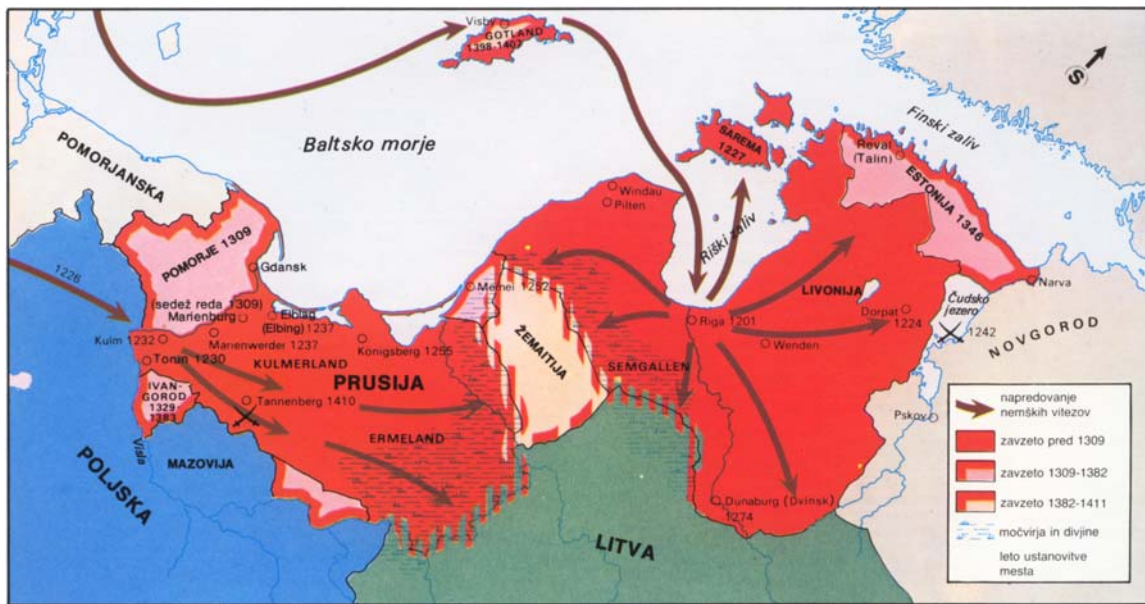 Visby
GOTLAND
1398-1407
S
Baltsko morje
Finski zaliv
SAREMA
1227
Reval
(Talin)
ESTONIJA 1346
Windau
Pilten
Riški zaliv
POMORJANSKA
POMORJE 1309
Gdansk
1226
(sedež reda 1309)
Marienburg
Elblag
(Elbing) 1237
Memel 1252
Kulm 1232
Marienwerder 1237
Königsberg 1255
Torun 1230
KULMERLAND
PRUSIJA
ŽEMAITIJA
Riga 1201
Wenden
LIVONIJA
Dorpat
1224
Čudsko
jezero
1242
Narva
NOVGOROD
Pskov
SEMGALLEN
IVAN-
GOROD
1329-
1383
Tannenberg 1410
ERMELAND
Visla
MAZOVIJA
POLJSKA
LITVA
Dunaburg (Dvinsk)
1274
napredovanje
nemških vitezov
zavzeto pred 1309
zavzeto 1309-1382
zavzeto 1382-1411
močvirja in divjine
leto ustanovitve
mesta